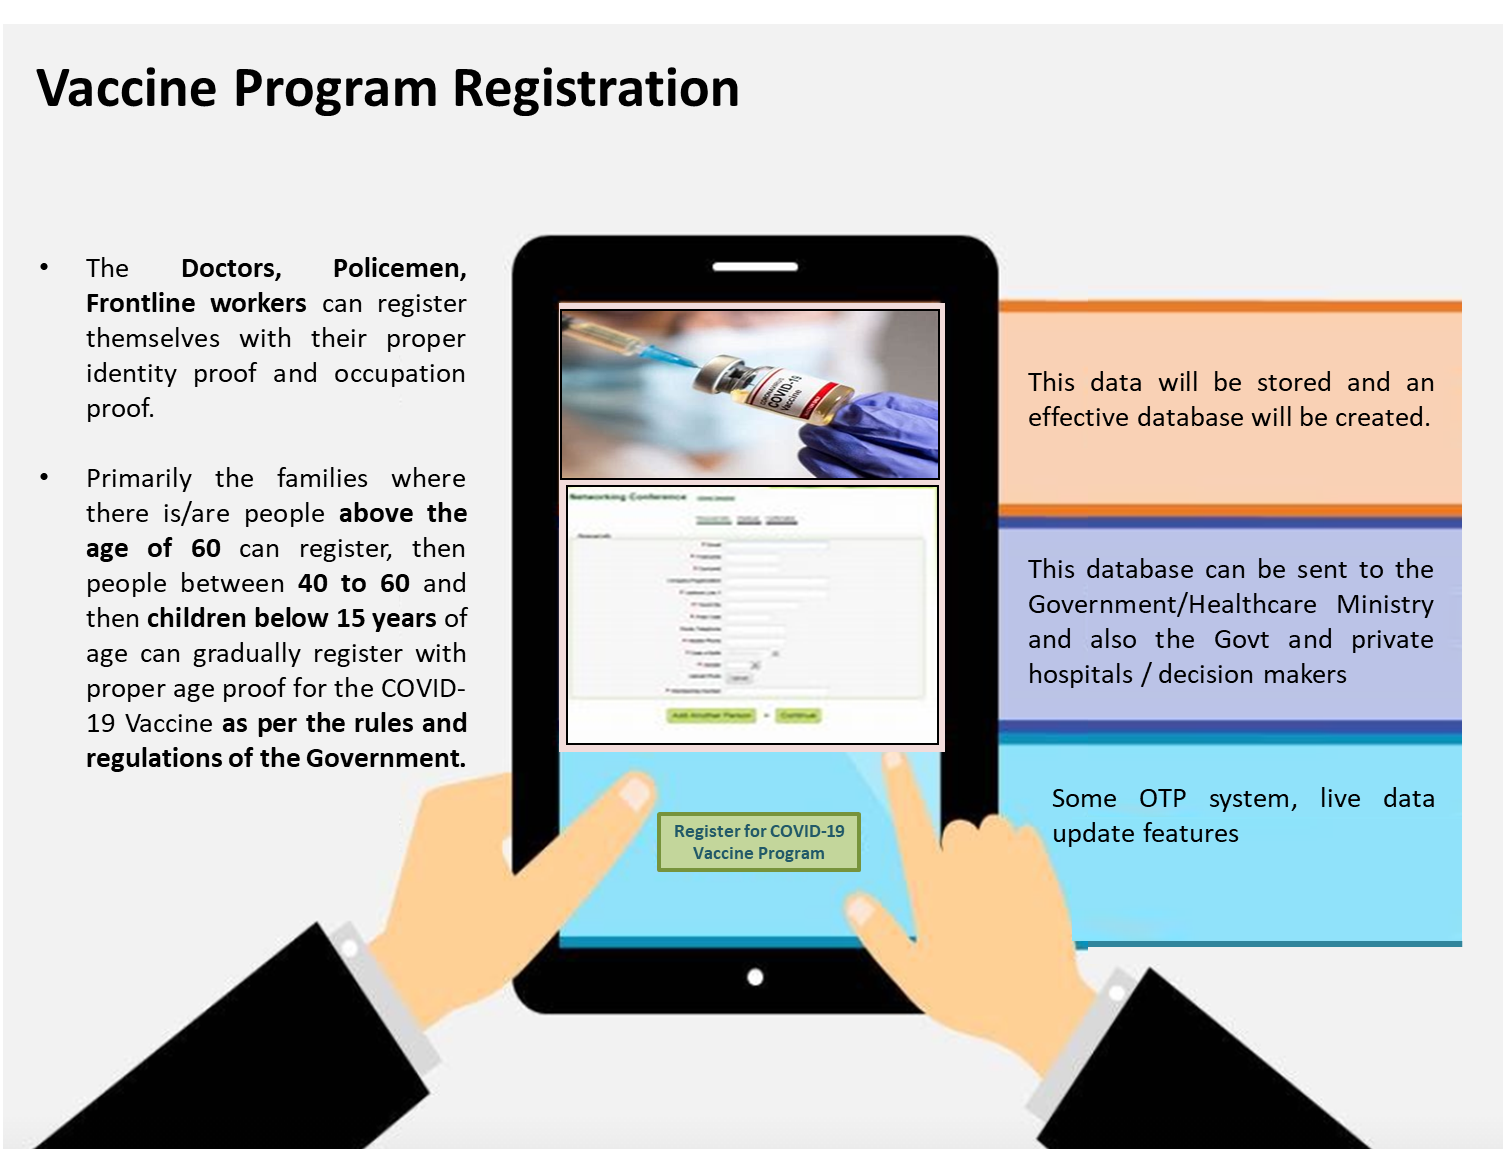 Vaccine Program Registration
• The Doctors, Policemen,
Frontline workers can register
themselves with their proper
identity proof and occupation
proof.
• Primarily the families where
there is/are people above the
age of 60 can register, then
people between 40 to 60 and
then children below 15 years of
age can gradually register with
proper age proof for the COVID-
19 Vaccine as per the rules and
regulations of the Government.
CORONAVIRUS
COVID-19
Vaccine
Networking Conference
Add Another Person
Continue
Register for COVID-19
Vaccine Program
This data will be stored and an
effective database will be created.
This database can be sent to the
Government/Healthcare Ministry
and also the Govt and private
hospitals / decision makers
Some OTP system, live data
update features